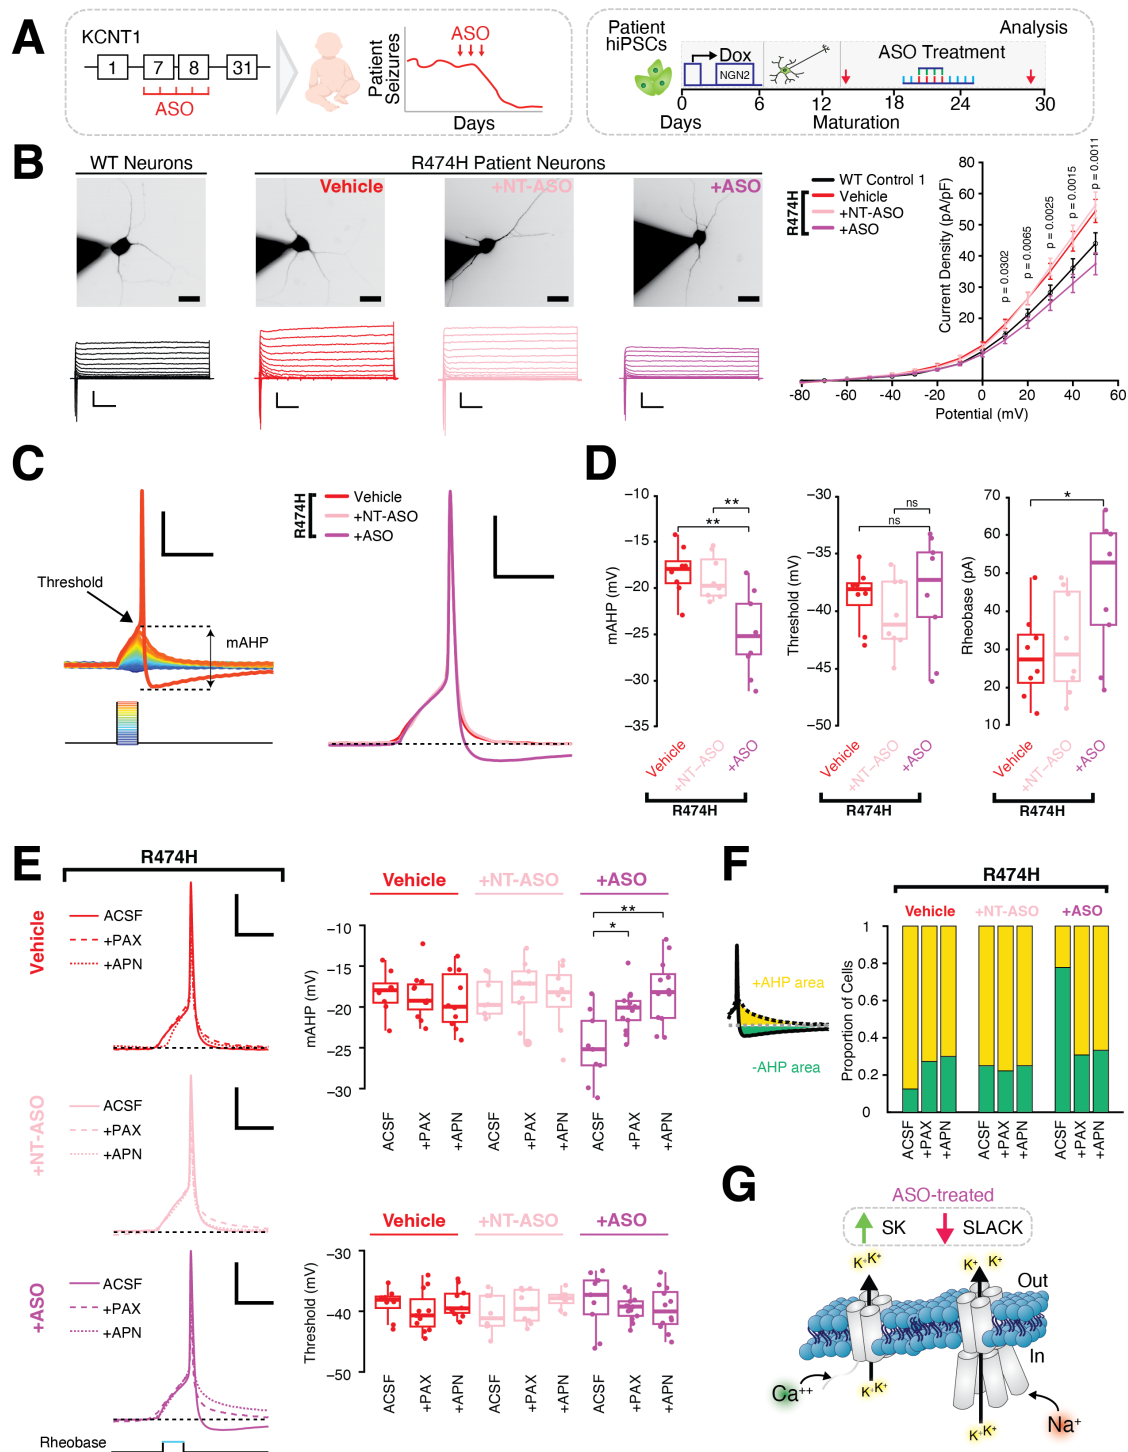 A
KCNT1
1
7
8
31
ASO
Patient
Seizures
ASO
Days
Patient
hiPSCs
Analysis
Dox
NGN2
ASO Treatment
0
6
12
18
24
30
Days
Maturation
B
WT Neurons
R474H Patient Neurons
Vehicle
+NT-ASO
+ASO
R474H
WT Control 1
Vehicle
+NT-ASO
+ASO
Current Density (pA/pF)
80
60
50
40
30
20
p = 0.0302
p = 0.0065
p = 0.0025
p = 0.0015
p = 0.0011
-80
-60
-40
-20
0
20
40
60
Potential (mV)
C
Threshold
mAHP
R474H
Vehicle
+NT-ASO
+ASO
D
mAHP (mV)
−10
−15
−20
−25
−30
−35
**
**
Vehicle
+NT−ASO
+ASO
R474H
Threshold (mV)
−30
−35
−40
−45
−50
ns
ns
Vehicle
+NT−ASO
+ASO
R474H
Rheobase (pA)
70
60
50
40
30
20
10
*
Vehicle
+NT−ASO
+ASO
R474H
E
R474H
Vehicle
ACSF
+PAX
+APN
+NT-ASO
ACSF
+PAX
+APN
+ASO
ACSF
+PAX
+APN
Rheobase
Vehicle
+NT-ASO
+ASO
mAHP (mV)
−10
−15
−20
−25
−30
**
*
ACSF
+PAX
+APN
ACSF
+PAX
+APN
ACSF
+PAX
+APN
Vehicle
+NT-ASO
+ASO
Threshold (mV)
−30
−40
−50
ACSF
+PAX
+APN
ACSF
+PAX
+APN
ACSF
+PAX
+APN
F
+AHP area
-AHP area
R474H
Vehicle
+NT-ASO
+ASO
Proportion of Cells
1
0.8
0.6
0.4
0.2
0
ACSF
+PAX
+APN
ACSF
+PAX
+APN
ACSF
+PAX
+APN
G
ASO-treated
SK
SLACK
K⁺K⁺
K⁺ K⁺
Out
In
Ca⁺⁺
K⁺K⁺
K⁺K⁺
Na⁺